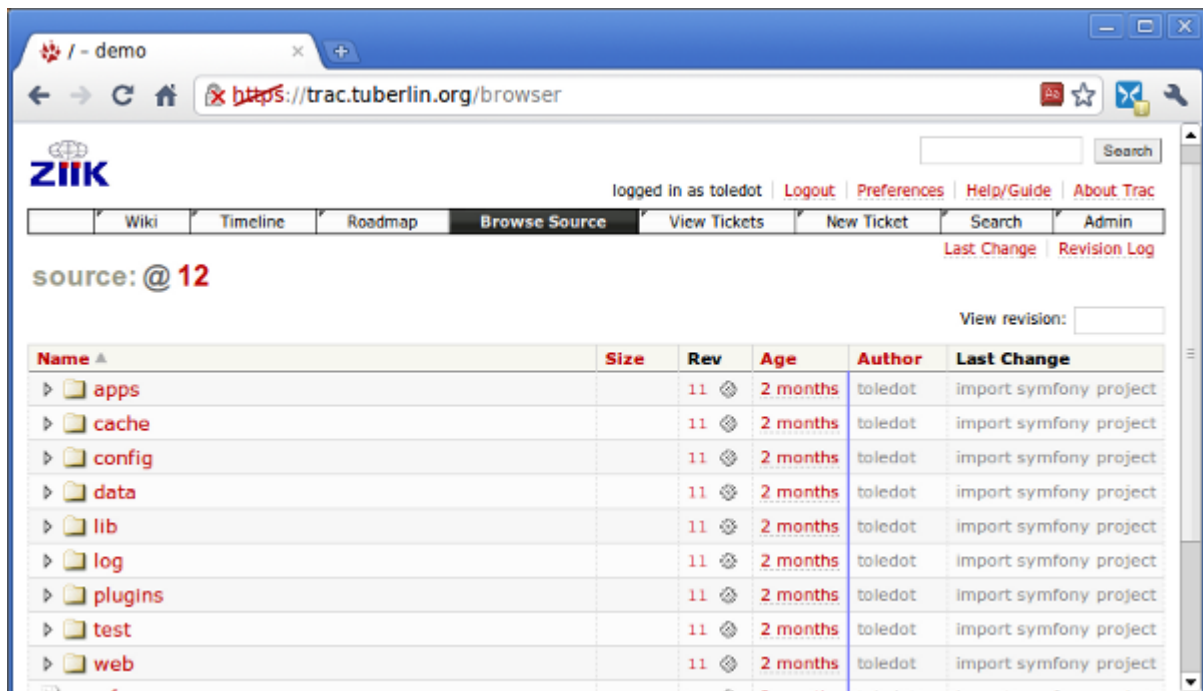 / - demo
https://trac.tuberlin.org/browser
ZIIK
Search
logged in as toledot Logout Preferences Help/Guide About Trac
Wiki Timeline Roadmap Browse Source View Tickets New Ticket Search Admin
Last Change Revision Log
source: @ 12
View revision:
Name Size Rev Age Author Last Change
apps 11 2 months toledot import symfony project
cache 11 2 months toledot import symfony project
config 11 2 months toledot import symfony project
data 11 2 months toledot import symfony project
lib 11 2 months toledot import symfony project
log 11 2 months toledot import symfony project
plugins 11 2 months toledot import symfony project
test 11 2 months toledot import symfony project
web 11 2 months toledot import symfony project